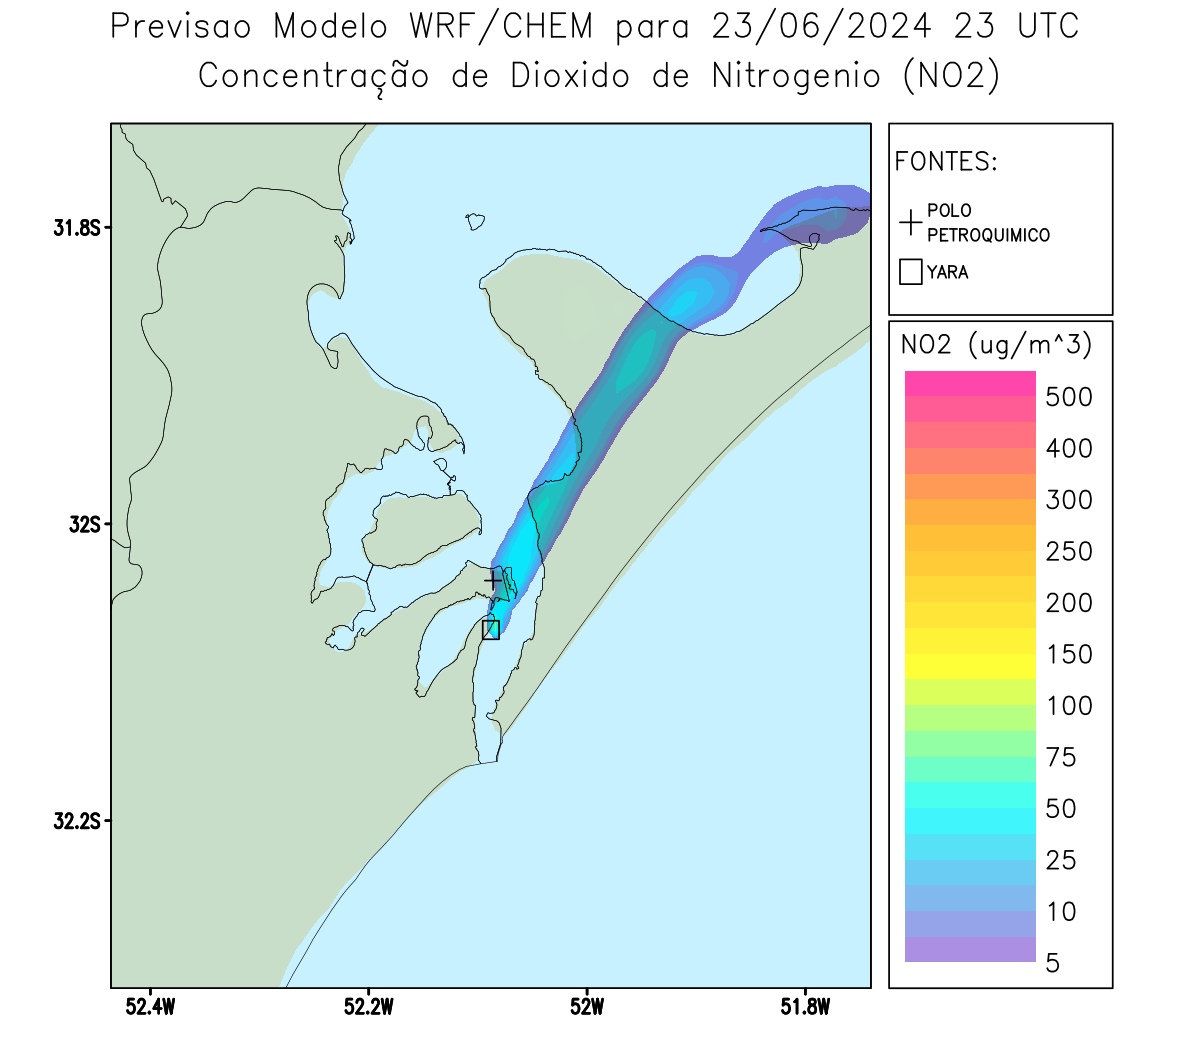 Previsao Modelo WRF/CHEM para 23/06/2024 23 UTC
Concentração de Dioxido de Nitrogenio (NO2)
FONTES:
POLO
PETROQUIMICO
YARA
31.8S
32S
32.2S
52.4W
52.2W
52W
51.8W
NO2 (ug/m^3)
500
400
300
250
200
150
100
75
50
25
10
5